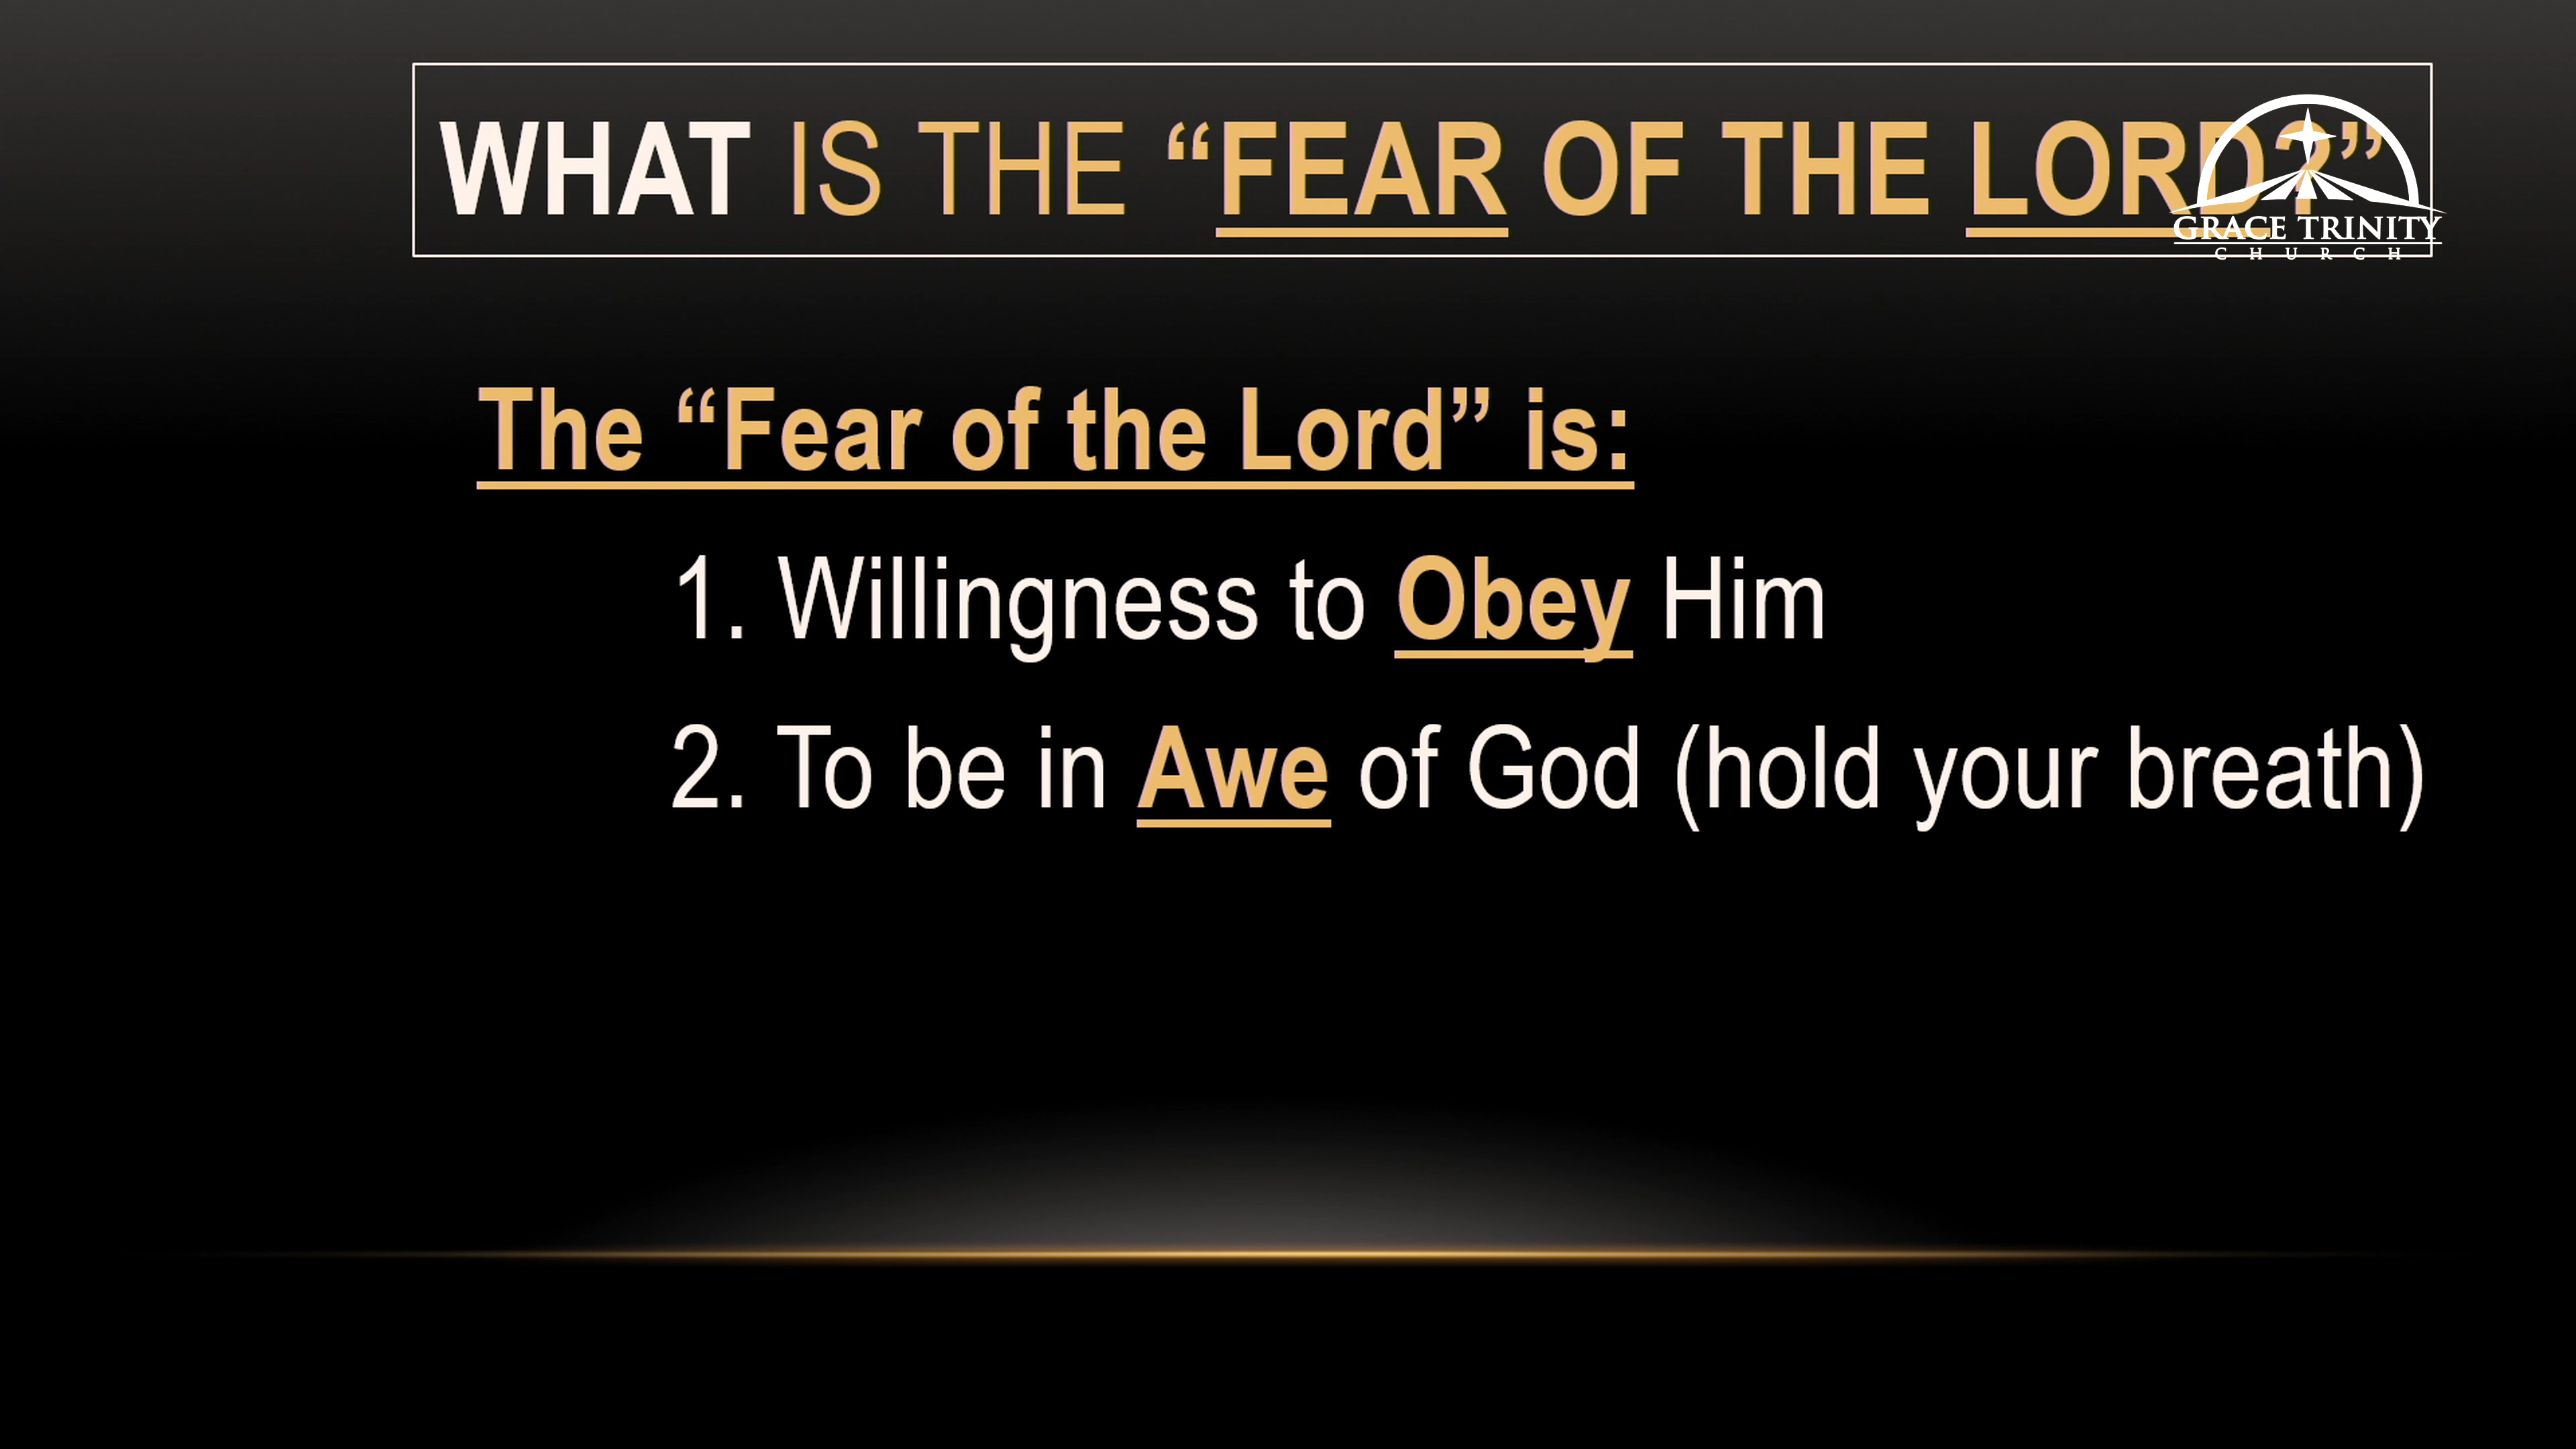 WHAT IS THE “FEAR OF THE LORD?”
GRACE TRINITY
CHURCH
The “Fear of the Lord” is:
1. Willingness to Obey Him
2. To be in Awe of God (hold your breath)